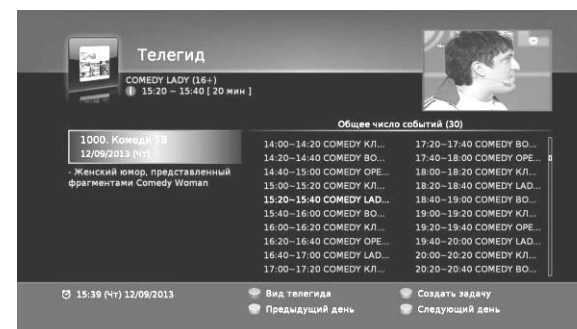 Телегид
COMEDY LADY (16+)
15:20 ~ 15:40 [ 20 мин ]
Общее число событий (30)
1000. Комеди ТВ
12/09/2013 (Чт)
- Женский юмор, представленный
фрагментами Comedy Woman
14:00~14:20 COMEDY КЛ...
14:20~14:40 COMEDY BO...
14:40~15:00 COMEDY OPE...
15:00~15:20 COMEDY КЛ...
15:20~15:40 COMEDY LAD...
15:40~16:00 COMEDY BO...
16:00~16:20 COMEDY КЛ...
16:20~16:40 COMEDY OPE...
16:40~17:00 COMEDY LAD...
17:00~17:20 COMEDY КЛ...
17:20~17:40 COMEDY BO...
17:40~18:00 COMEDY OPE...
18:00~18:20 COMEDY КЛ...
18:20~18:40 COMEDY LAD...
18:40~19:00 COMEDY BO...
19:00~19:20 COMEDY КЛ...
19:20~19:40 COMEDY OPE...
19:40~20:00 COMEDY LAD...
20:00~20:20 COMEDY КЛ...
20:20~20:40 COMEDY BO...
15:39 (Чт) 12/09/2013
Вид телегида
Создать задачу
Предыдущий день
Следующий день